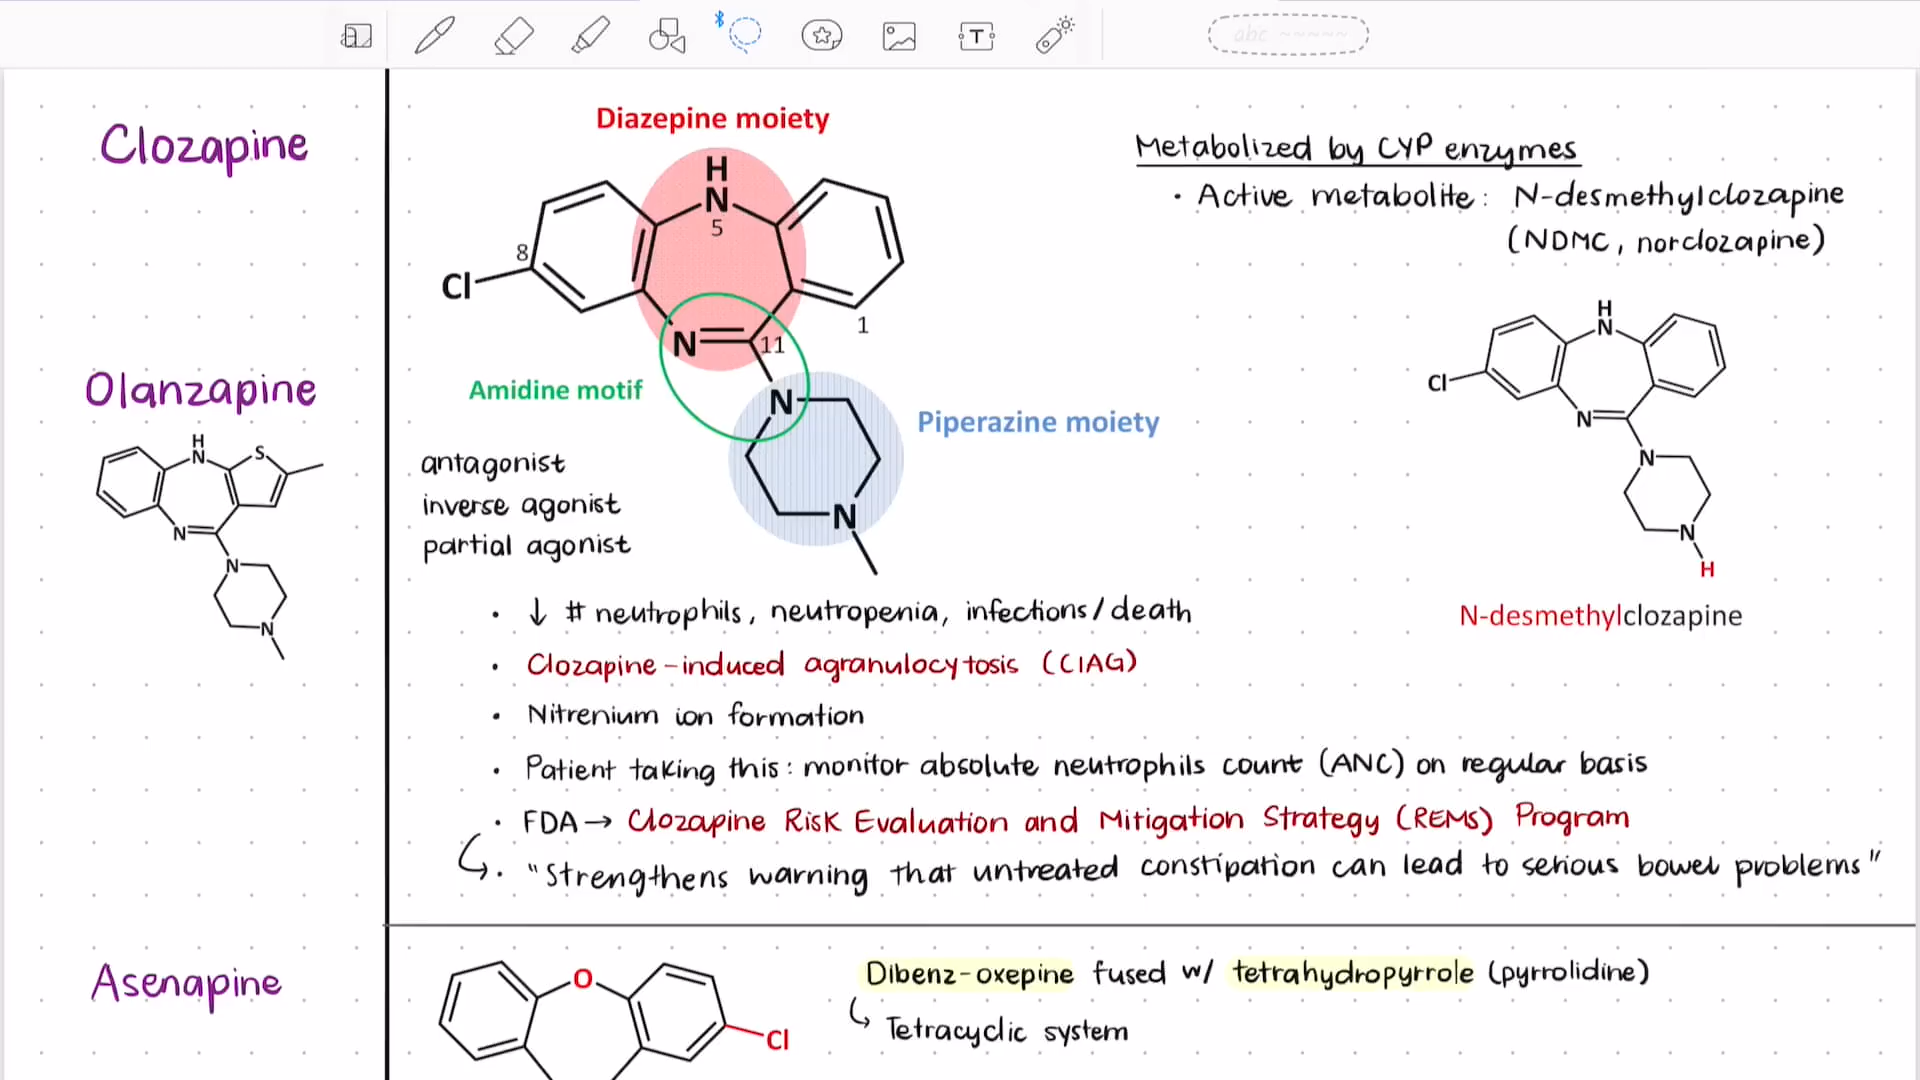 abc ~~~~~
Clozapine
Diazepine moiety
H
N
5
8
Cl
N
11
1
Amidine motif
N
Piperazine moiety
N
antagonist
inverse agonist
partial agonist
Metabolized by CYP enzymes
• Active metabolite: N-desmethylclozapine
(NDMC, norclozapine)
H
N
Cl
N
N
N
H
N-desmethylclozapine
Olanzapine
H
N
S
N
N
N
• ↓ # neutrophils, neutropenia, infections/death
• Clozapine-induced agranulocytosis (CIAG)
• Nitrenium ion formation
• Patient taking this: monitor absolute neutrophils count (ANC) on regular basis
• FDA → Clozapine Risk Evaluation and Mitigation Strategy (REMS) Program
↳ • "Strengthens warning that untreated constipation can lead to serious bowel problems"
Asenapine
O
Cl
Dibenz-oxepine fused w/ tetrahydropyrrole (pyrrolidine)
↳ Tetracyclic system